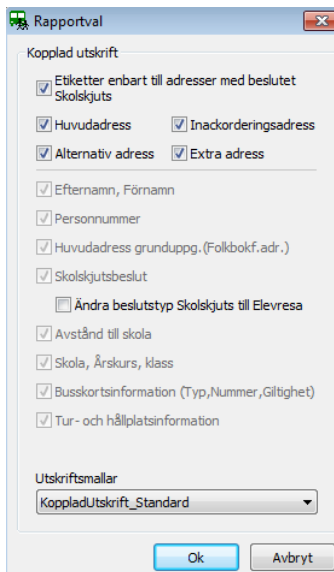 Rapportval
Kopplad utskrift
Etiketter enbart till adresser med beslutet
Skolskjuts
Huvudadress Inackorderingsadress
Alternativ adress Extra adress
Efternamn, Förnamn
Personnummer
Huvudadress grunduppg.(Folkbokf.adr.)
Skolskjutsbeslut
Ändra beslutstyp Skolskjuts till Elevresa
Avstånd till skola
Skola, Årskurs, klass
Busskortsinformation (Typ,Nummer,Giltighet)
Tur- och hållplatsinformation
Utskriftsmallar
KoppladUtskrift_Standard
Ok Avbryt